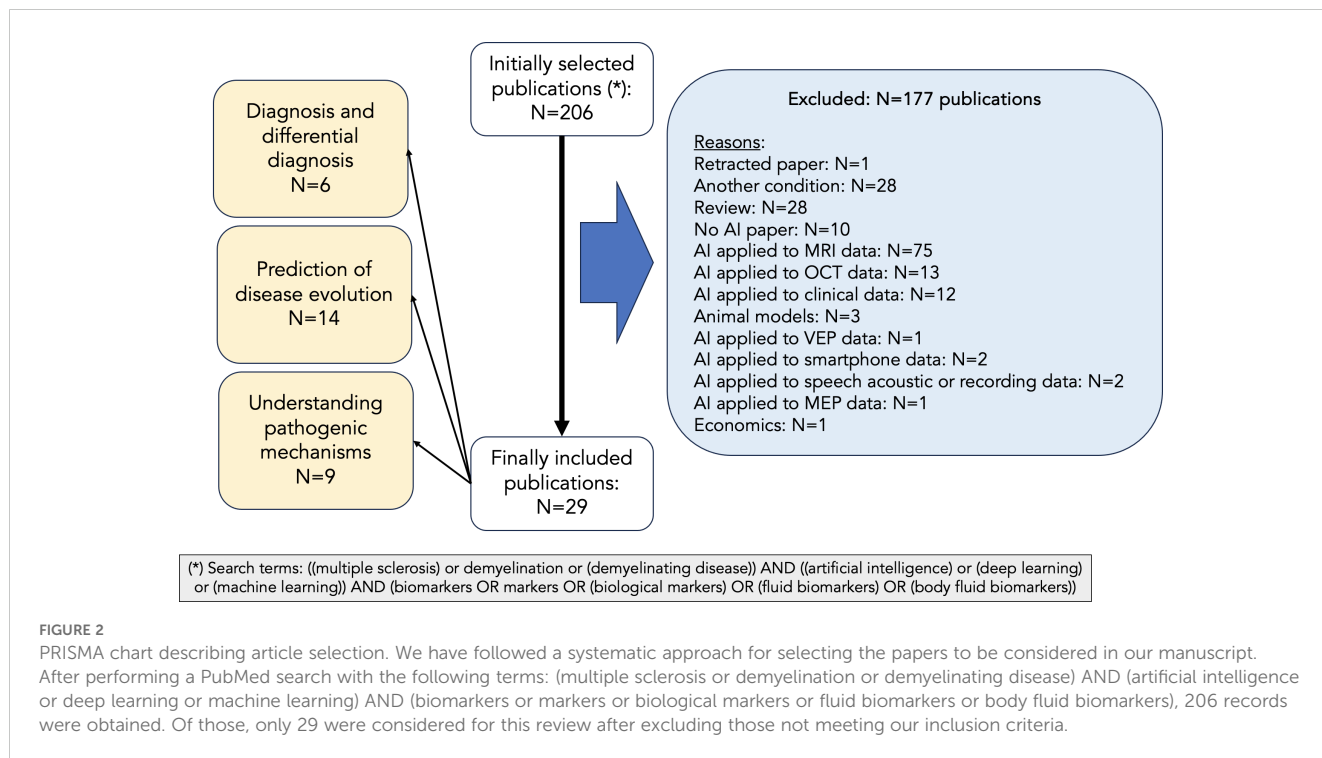 Initially selected
publications (*):
N=206
Diagnosis and
differential
diagnosis
N=6
Prediction of
disease evolution
N=14
Understanding
pathogenic
mechanisms
N=9
Finally included
publications:
N=29
Excluded: N=177 publications
Reasons:
Retracted paper: N=1
Another condition: N=28
Review: N=28
No AI paper: N=10
AI applied to MRI data: N=75
AI applied to OCT data: N=13
AI applied to clinical data: N=12
Animal models: N=3
AI applied to VEP data: N=1
AI applied to smartphone data: N=2
AI applied to speech acoustic or recording data: N=2
AI applied to MEP data: N=1
Economics: N=1
(*) Search terms: ((multiple sclerosis) or demyelination or (demyelinating disease)) AND ((artificial intelligence) or (deep learning)
or (machine learning)) AND (biomarkers OR markers OR (biological markers) OR (fluid biomarkers) OR (body fluid biomarkers))
FIGURE 2
PRISMA chart describing article selection. We have followed a systematic approach for selecting the papers to be considered in our manuscript.
After performing a PubMed search with the following terms: (multiple sclerosis or demyelination or demyelinating disease) AND (artificial intelligence
or deep learning or machine learning) AND (biomarkers or markers or biological markers or fluid biomarkers or body fluid biomarkers), 206 records
were obtained. Of those, only 29 were considered for this review after excluding those not meeting our inclusion criteria.